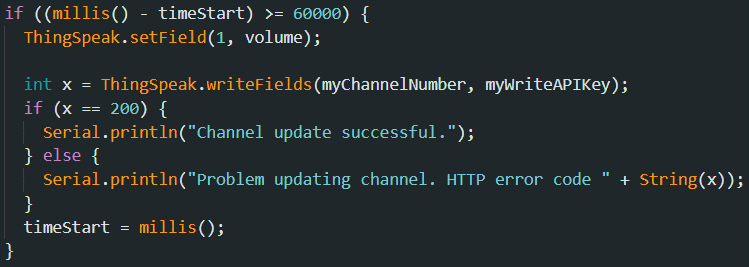 if ((millis() - timeStart) >= 60000) {
ThingSpeak.setField(1, volume);
int x = ThingSpeak.writeFields(myChannelNumber, myWriteAPIKey);
if (x == 200) {
Serial.println("Channel update successful.");
} else {
Serial.println("Problem updating channel. HTTP error code " + String(x));
}
timeStart = millis();
}